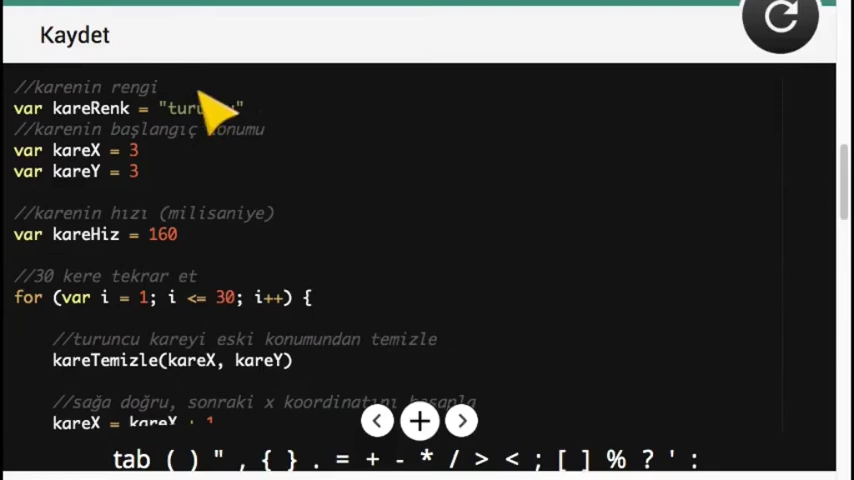 Kaydet
//karenin rengi
var kareRenk = "
//karenin başlangıç konumu
var kareX = 3
var kareY = 3
//karenin hızı (milisaniye)
var kareHiz = 160
//30 kere tekrar et
for (var i = 1; i <= 30; i++) {
//turuncu kareyi eski konumundan temizle
kareTemizle(kareX, kareY)
//sağa doğru, sonraki x koordinatını hesapla
kareX = kareX + 1
tab ( ) " , { } . = + - * / > < ; [ ] % ? ' :